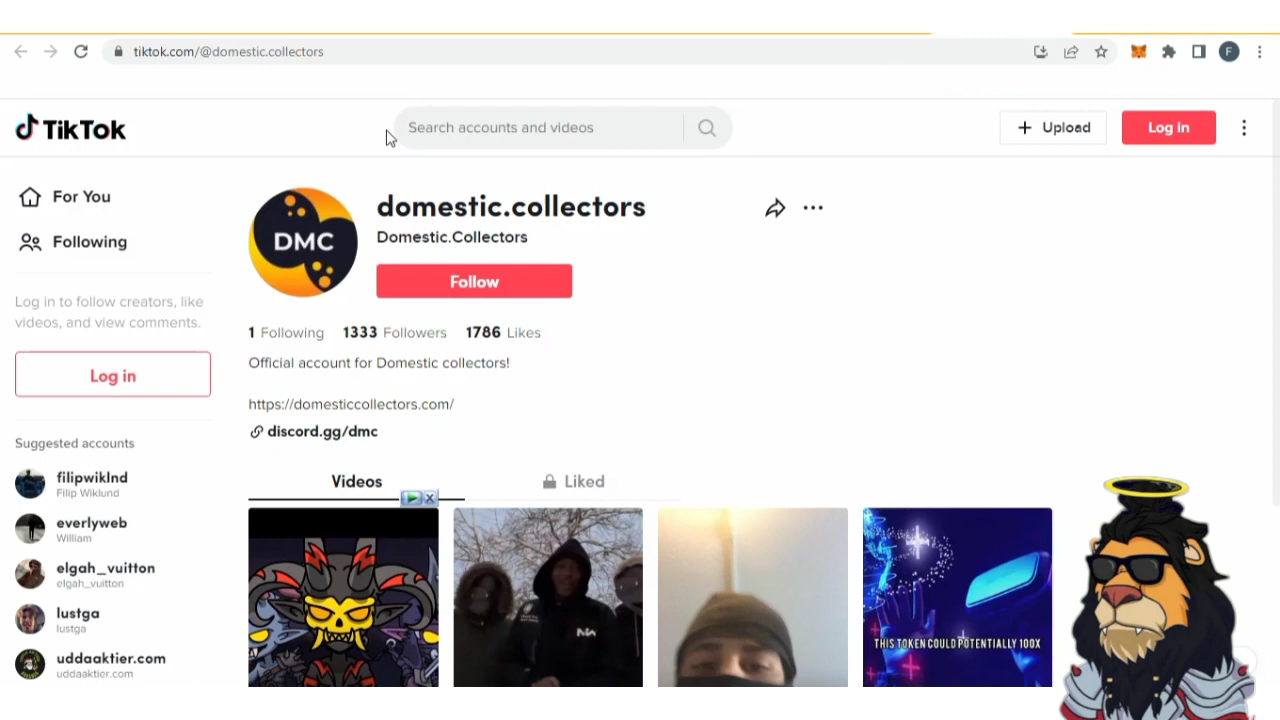 tiktok.com/@domestic.collectors
F
TikTok
Search accounts and videos
+ Upload
Log in
For You
Following
Log in to follow creators, like
videos, and view comments.
Log in
Suggested accounts
filipwiklnd
Filip Wiklund
everlyweb
William
elgah_vuitton
elgah_vuitton
lustga
lustga
uddaaktier.com
uddaaktier.com
DMC
domestic.collectors
Domestic.Collectors
Follow
1 Following 1333 Followers 1786 Likes
Official account for Domestic collectors!
https://domesticcollectors.com/
discord.gg/dmc
Videos
Liked
THIS TOKEN COULD POTENTIALLY 100X